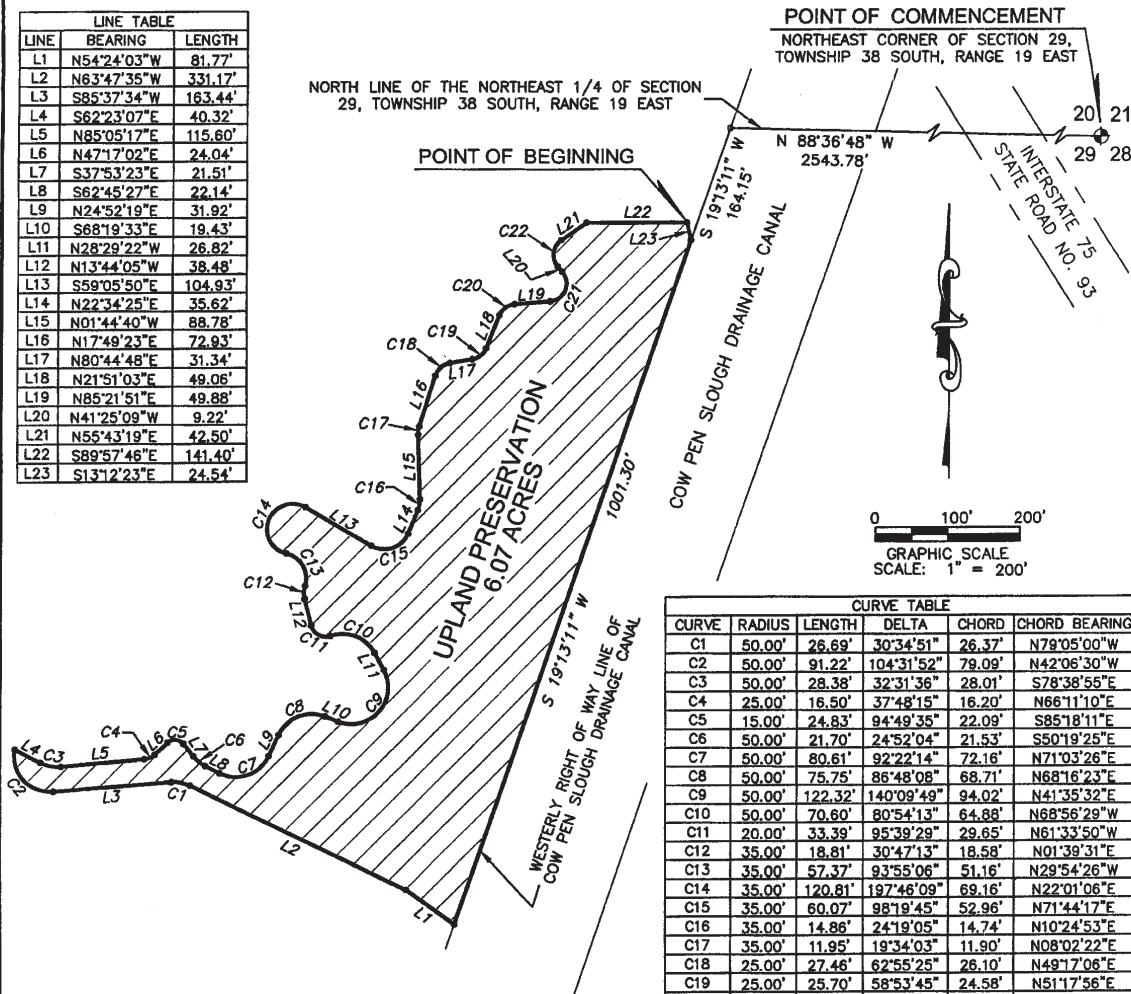 LINE TABLE
LINE BEARING LENGTH
L1 N54°24'03"W 81.77'
L2 N63°47'35"W 331.17'
L3 S85°37'34"W 163.44'
L4 S62°23'07"E 40.32'
L5 N85°05'17"E 115.60'
L6 N47°17'02"E 24.04'
L7 S37°53'23"E 21.51'
L8 S62°45'27"E 22.14'
L9 N24°52'19"E 31.92'
L10 S68°19'33"E 19.43'
L11 N28°29'22"W 26.82'
L12 N13°44'05"W 38.48'
L13 S59°05'50"E 104.93'
L14 N22°34'25"E 35.62'
L15 N01°44'40"W 88.78'
L16 N17°49'23"E 72.93'
L17 N80°44'48"E 31.34'
L18 N21°51'03"E 49.06'
L19 N85°21'51"E 49.88'
L20 N41°25'09"W 9.22'
L21 N55°43'19"E 42.50'
L22 S89°57'46"E 141.40'
L23 S13°12'23"E 24.54'
POINT OF COMMENCEMENT
NORTHEAST CORNER OF SECTION 29,
TOWNSHIP 38 SOUTH, RANGE 19 EAST
NORTH LINE OF THE NORTHEAST 1/4 OF SECTION
29, TOWNSHIP 38 SOUTH, RANGE 19 EAST
20 21
29 28
N 88°36'48" W
2543.78'
INTERSTATE 75
STATE ROAD NO. 93
POINT OF BEGINNING
S 19°13'11" W
164.15'
L21
L22
L23
C22
L20
C21
C20
L19
L18
C19
C18
L17
L16
C17
L15
C16
L14
C15
L13
C14
C13
C12
L12
C11
C10
L11
C9
L10
C8
L9
C7
L8
C6
L7
C5
L6
C4
L5
C3
L4
C2
L3
C1
L2
L1
UPLAND PRESERVATION
6.07 ACRES
1001.30'
S 19°13'11" W
COW PEN SLOUGH DRAINAGE CANAL
WESTERLY RIGHT OF WAY LINE OF
COW PEN SLOUGH DRAINAGE CANAL
0 100' 200'
GRAPHIC SCALE
SCALE: 1" = 200'
CURVE TABLE
CURVE RADIUS LENGTH DELTA CHORD CHORD BEARING
C1 50.00' 26.69' 30°34'51" 26.37' N79°05'00"W
C2 50.00' 91.22' 104°31'52" 79.09' N42°06'30"W
C3 50.00' 28.38' 32°31'36" 28.01' S78°38'55"E
C4 25.00' 16.50' 37°48'15" 16.20' N66°11'10"E
C5 15.00' 24.83' 94°49'35" 22.09' S85°18'11"E
C6 50.00' 21.70' 24°52'04" 21.53' S50°19'25"E
C7 50.00' 80.61' 92°22'14" 72.16' N71°03'26"E
C8 50.00' 75.75' 86°48'08" 68.71' N68°16'23"E
C9 50.00' 122.32' 140°09'49" 94.02' N41°35'32"E
C10 50.00' 70.60' 80°54'13" 64.88' N68°56'29"W
C11 20.00' 33.39' 95°39'29" 29.65' N61°33'50"W
C12 35.00' 18.81' 30°47'13" 18.58' N01°39'31"E
C13 35.00' 57.37' 93°55'06" 51.16' N29°54'26"W
C14 35.00' 120.81' 197°46'09" 69.16' N22°01'06"E
C15 35.00' 60.07' 98°19'45" 52.96' N71°44'17"E
C16 35.00' 14.86' 24°19'05" 14.74' N10°24'53"E
C17 35.00' 11.95' 19°34'03" 11.90' N08°02'22"E
C18 25.00' 27.46' 62°55'25" 26.10' N49°17'06"E
C19 25.00' 25.70' 58°53'45" 24.58' N51°17'56"E